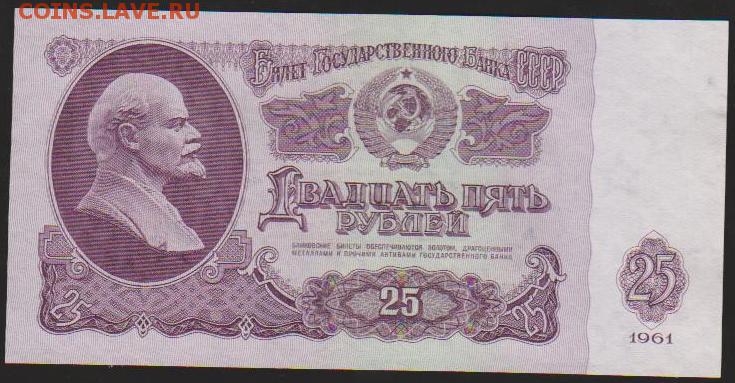 COINS.LAVE.RU
Билет Государственного Банка СССР
Двадцать пять
рублей
БАНКОВСКИЕ БИЛЕТЫ ОБЕСПЕЧИВАЮТСЯ ЗОЛОТОМ, ДРАГОЦЕННЫМИ
МЕТАЛЛАМИ И ПРОЧИМИ АКТИВАМИ ГОСУДАРСТВЕННОГО БАНКА
25
25
25
25
1961